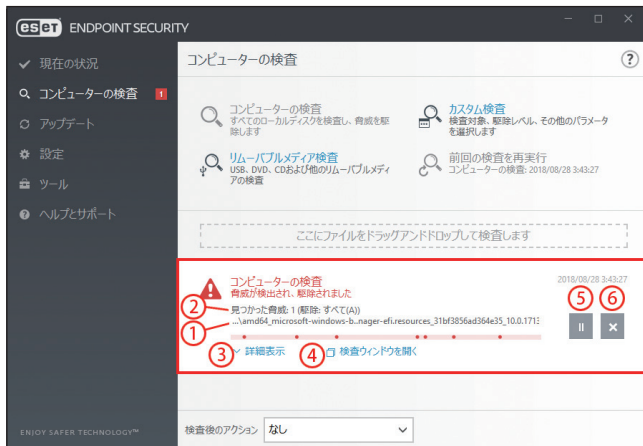 eset ENDPOINT SECURITY
現在の状況
コンピューターの検査 1
アップデート
設定
ツール
ヘルプとサポート
ENJOY SAFER TECHNOLOGY™
コンピューターの検査
?
コンピューターの検査
すべてのローカルディスクを検査し、脅威を駆
除します
カスタム検査
検査対象、駆除レベル、その他のパラメータ
を選択します
リムーバブルメディア検査
USB、DVD、CDおよび他のリムーバブルメディ
アの検査
前回の検査を再実行
コンピューターの検査: 2018/08/28 3:43:27
ここにファイルをドラッグアンドドロップして検査します
コンピューターの検査
2018/08/28 3:43:27
脅威が検出され、駆除されました
② 見つかった脅威: 1 (駆除: すべて(A))
① ...\amd64_microsoft-windows-b..nager-efi.resources_31bf3856ad364e35_10.0.1713
⑤ ⑥
③ 詳細表示
④ 検査ウィンドウを開く
検査後のアクション なし